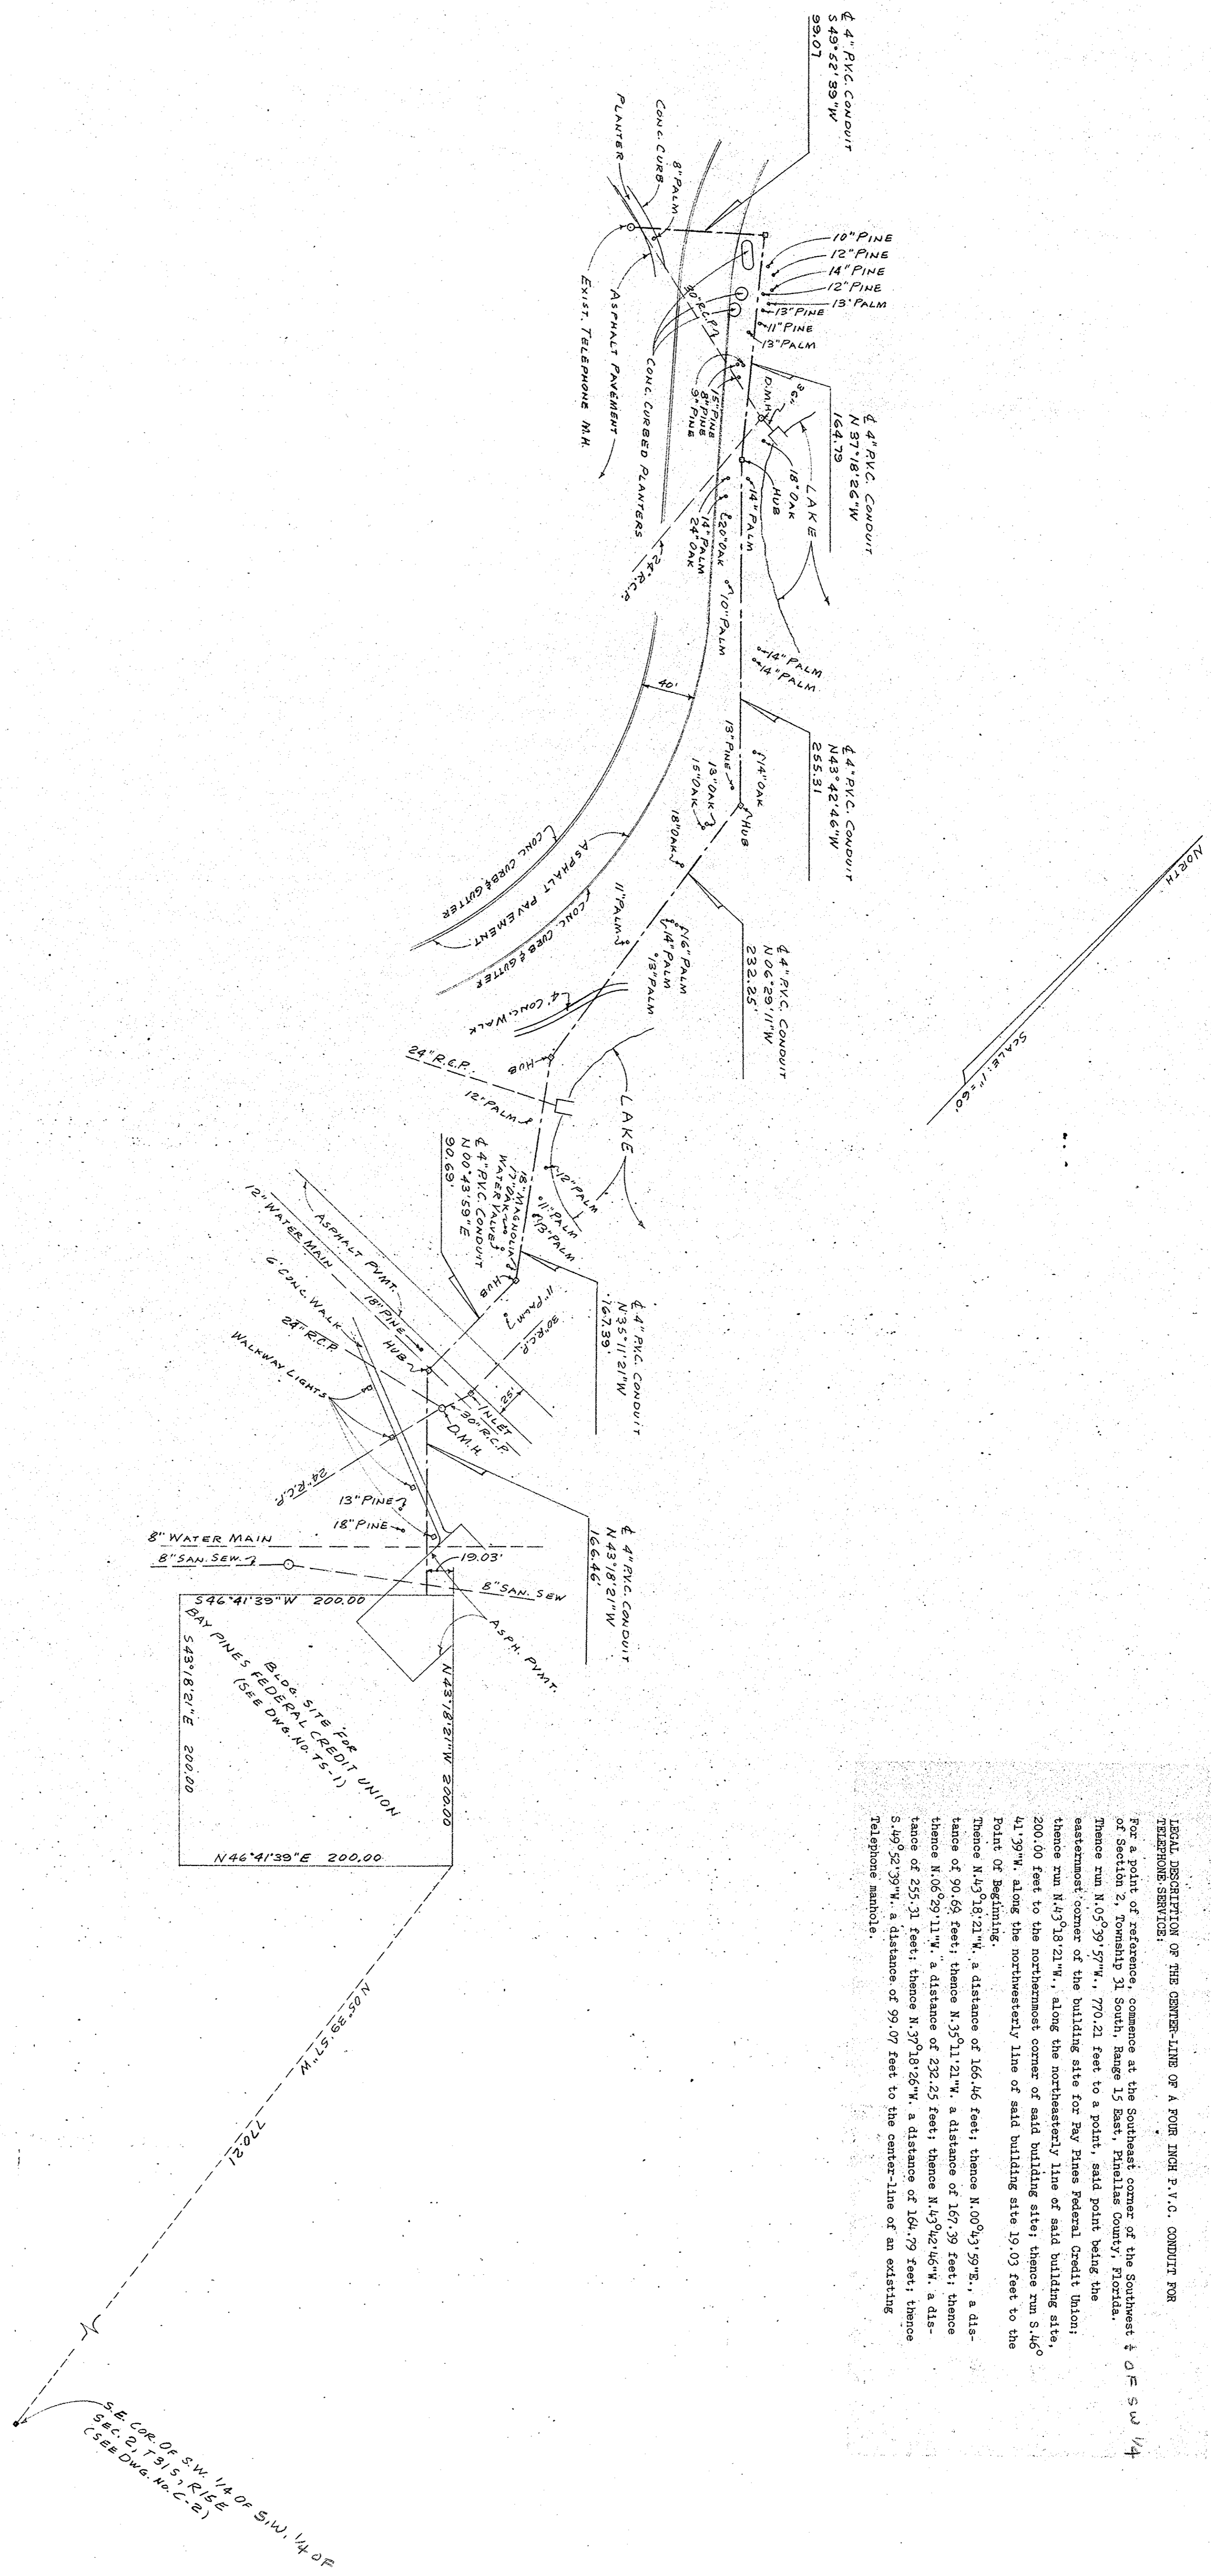 ₵ 4" P.V.C. CONDUIT
S 49°52'39"W
99.07
PLANTER
CONC. CURB
8" PALM
10" PINE
12" PINE
14" PINE
12" PINE
13" PALM
13" PINE
11" PINE
13" PALM
EXIST. TELEPHONE M.H.
ASPHALT PAVEMENT
CONC. CURBED PLANTERS
30" R.C.P.
15" PINE
8" PINE
9" PINE
D.M.H.
18" OAK
HUB
LAKE
₵ 4" P.V.C. CONDUIT
N 37°18'26"W
164.79
14" PALM
20" OAK
14" PALM
24" OAK
24" R.C.P.
10" PALM
14" PALM
14" PALM
40'
13" PINE
14" OAK
13" OAK
15" OAK
HUB
18" OAK
₵ 4" P.V.C. CONDUIT
N43°42'46"W
255.31
CONC. CURB & GUTTER
ASPHALT PAVEMENT
CONC. CURB & GUTTER
11" PALM
16" PALM
14" PALM
13" PALM
₵ 4" P.V.C. CONDUIT
N 06°29'11"W
232.25'
NORTH
SCALE: 1"=60'
4' CONC. WALK
HUB
24" R.C.P.
12" PALM
LAKE
12" PALM
11" PALM
13" PALM
18" MAGNOLIA
17" OAK
WATER VALVE
₵ 4" P.V.C. CONDUIT
N 00°43'59"E
90.69'
HUB
11" PALM
30" R.C.P.
₵ 4" P.V.C. CONDUIT
N 35°11'21"W
167.39'
ASPHALT PVMT.
12" WATER MAIN
6' CONC. WALK
18" PINE
HUB
24" R.C.P.
WALKWAY LIGHTS
25'
INLET
30" R.C.P.
D.M.H.
24" R.C.P.
13" PINE
18" PINE
8" WATER MAIN
8" SAN. SEW.
19.03'
8" SAN. SEW
₵ 4" P.V.C. CONDUIT
N 43°18'21"W
166.46'
ASPH. PVMT.
S46°41'39"W 200.00
S43°18'21"E 200.00
BLDG. SITE FOR
BAY PINES FEDERAL CREDIT UNION
(SEE DWG. NO. TS-1)
N43°18'21"W 200.00
N46°41'39"E 200.00
N 05°39'57"W
770.21
N
S.E. COR. OF S.W. 1/4 OF S.W. 1/4 OF
SEC. 2, T31S, R15E
(SEE DWG. NO. C-2)
LEGAL DESCRIPTION OF THE CENTER-LINE OF A FOUR INCH P.V.C. CONDUIT FOR
TELEPHONE SERVICE:
For a point of reference, commence at the Southeast corner of the Southwest ¼ OF SW 1/4
of Section 2, Township 31 South, Range 15 East, Pinellas County, Florida.
Thence run N.05°39'57"W., 770.21 feet to a point, said point being the
easternmost corner of the building site for Pay Pines Federal Credit Union;
thence run N.43°18'21"W., along the northeasterly line of said building site,
200.00 feet to the northernmost corner of said building site; thence run S.46°
41'39"W. along the northwesterly line of said building site 19.03 feet to the
Point Of Beginning.
Thence N.43°18'21"W. a distance of 166.46 feet; thence N.00°43'59"E., a dis-
tance of 90.69 feet; thence N.35°11'21"W. a distance of 167.39 feet; thence
thence N.06°29'11"W. a distance of 232.25 feet; thence N.43°42'46"W. a dis-
tance of 255.31 feet; thence N.37°18'26"W. a distance of 164.79 feet; thence
S.49°52'39"W. a distance of 99.07 feet to the center-line of an existing
Telephone manhole.